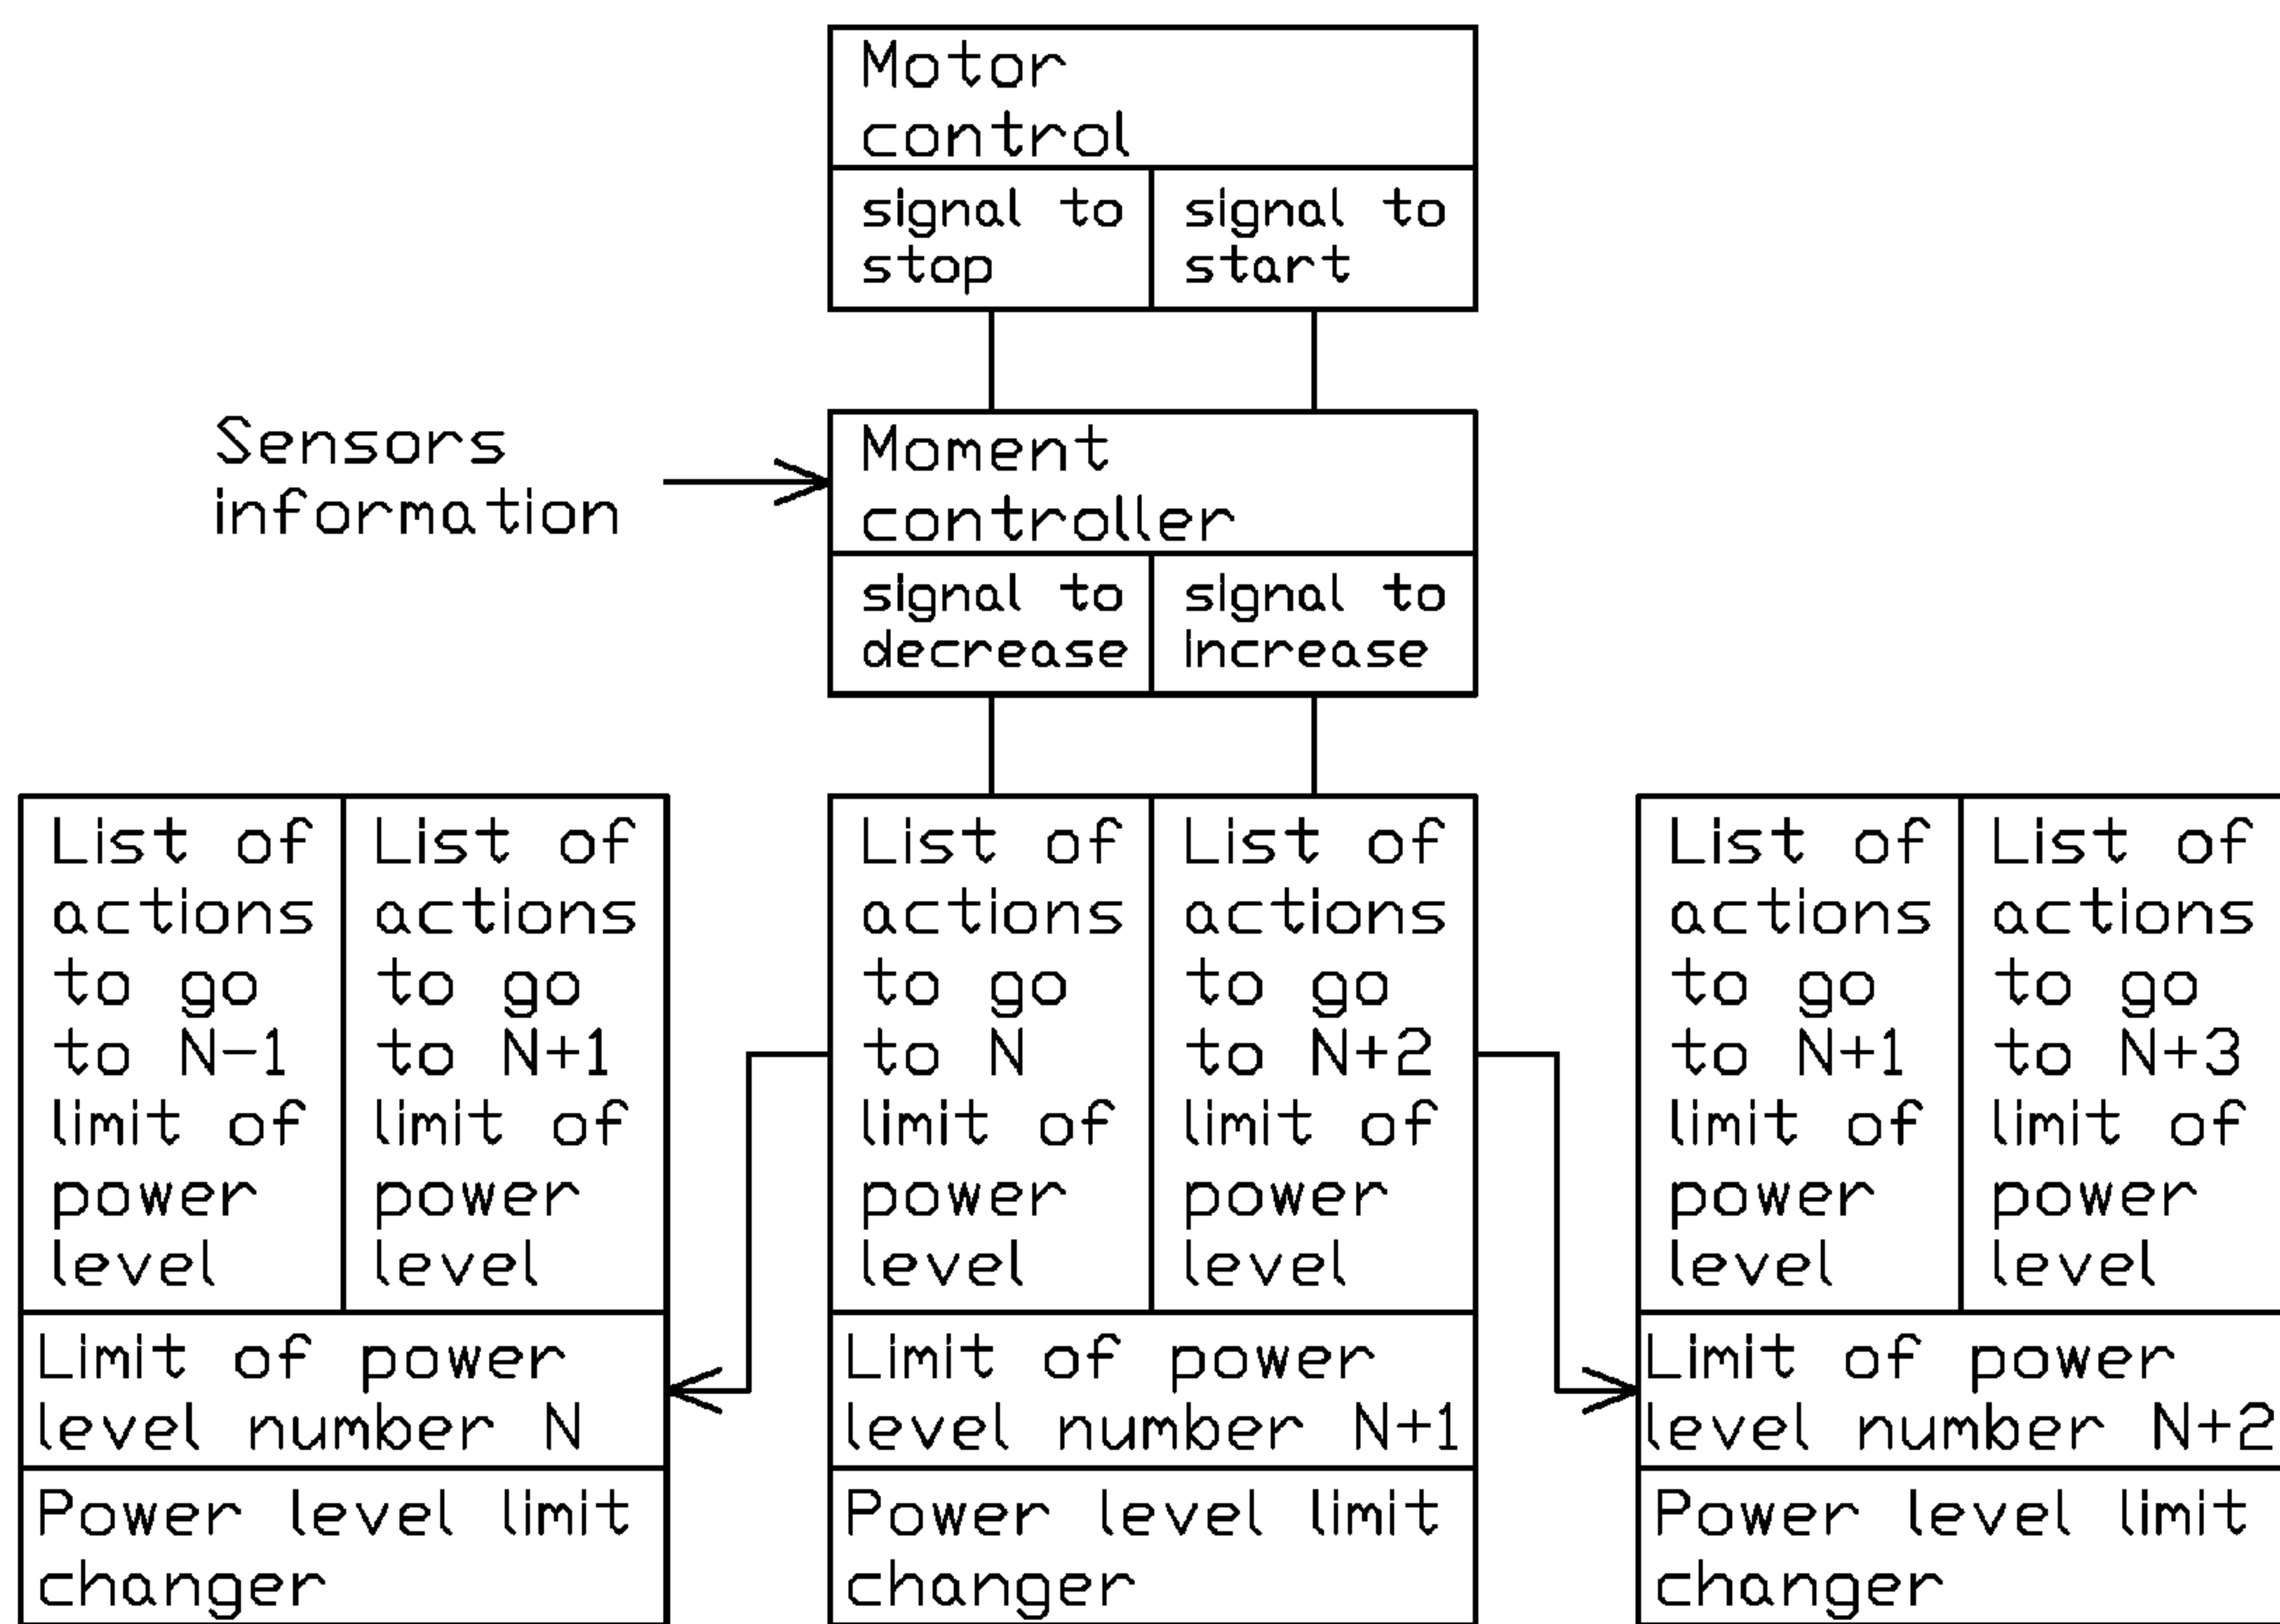 Motor
control
signal to
stop
signal to
start
Sensors
information
Moment
controller
signal to
decrease
signal to
increase
List of
actions
to go
to N-1
limit of
power
level
List of
actions
to go
to N+1
limit of
power
level
Limit of power
level number N
Power level limit
changer
List of
actions
to go
to N
limit of
power
level
List of
actions
to go
to N+2
limit of
power
level
Limit of power
level number N+1
Power level limit
changer
List of
actions
to go
to N+1
limit of
power
level
List of
actions
to go
to N+3
limit of
power
level
Limit of power
level number N+2
Power level limit
changer